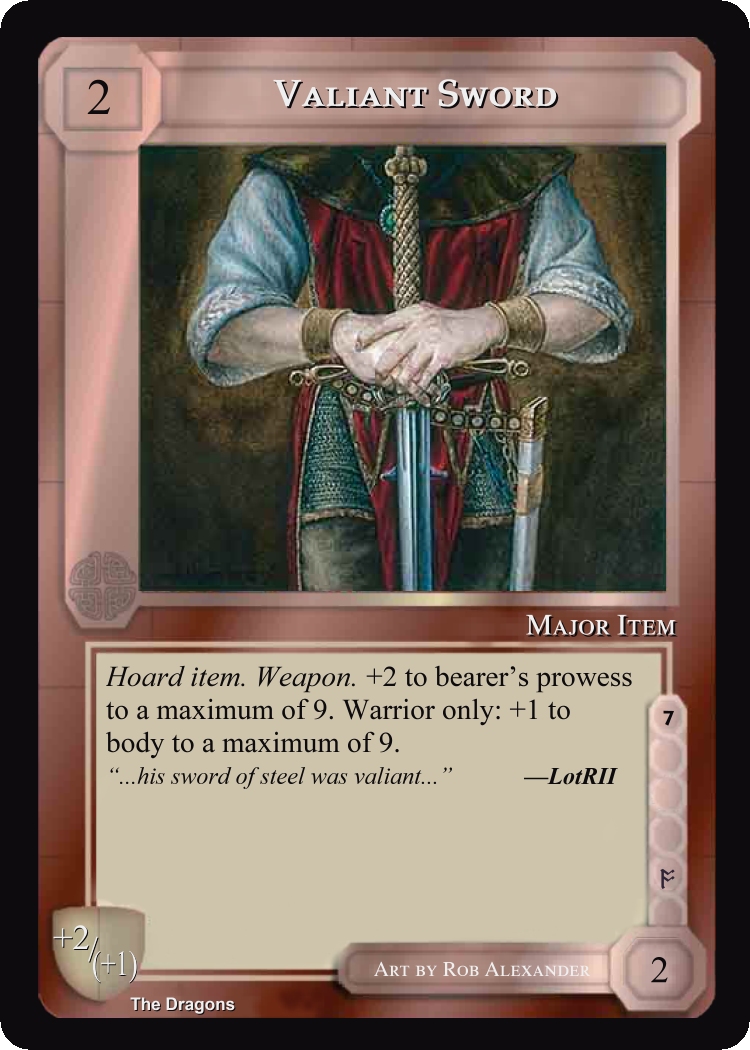 2
Valiant Sword
Major Item
Hoard item. Weapon. +2 to bearer’s prowess
to a maximum of 9. Warrior only: +1 to
body to a maximum of 9.
“...his sword of steel was valiant...” —LotRII
7
ᚩ
+2/(+1)
Art by Rob Alexander
2
The Dragons